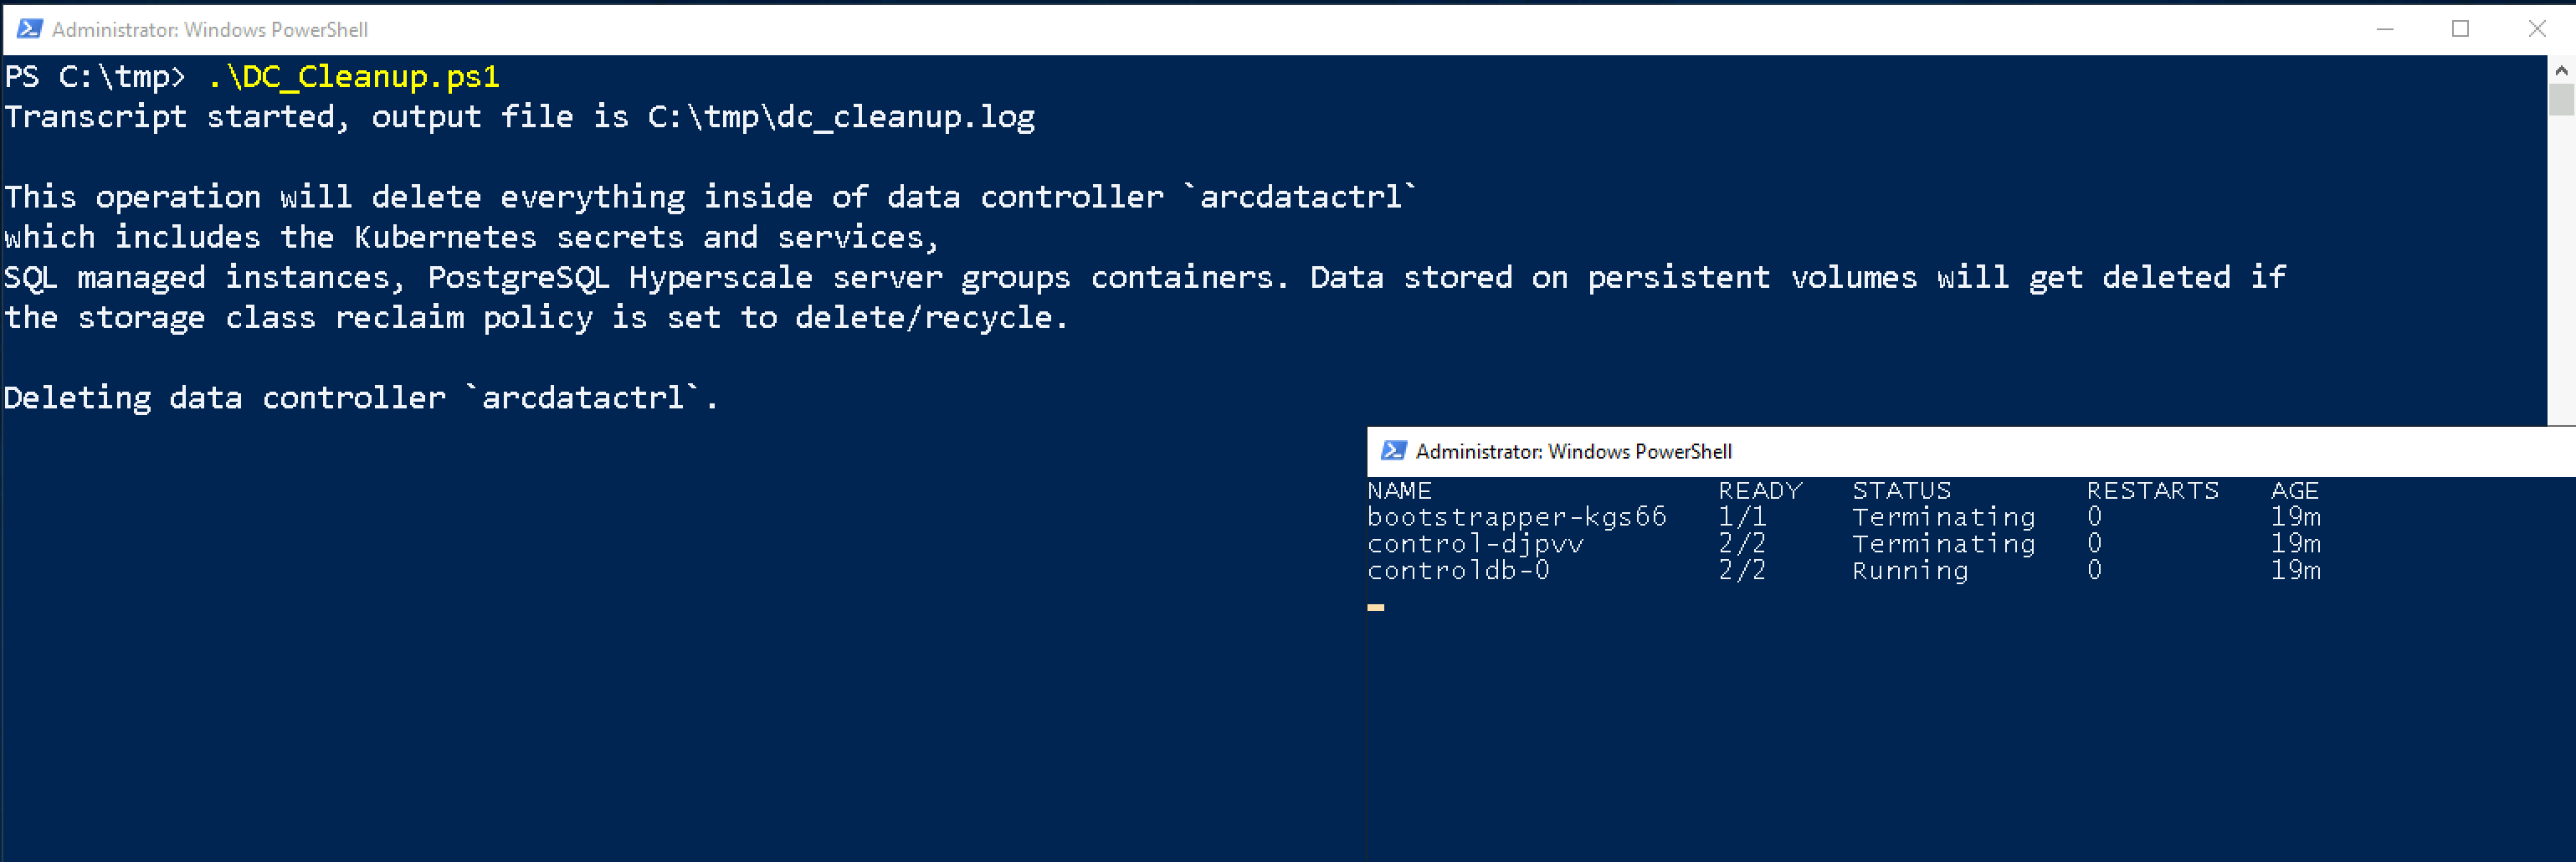 Administrator: Windows PowerShell
PS C:\tmp> .\DC_Cleanup.ps1
Transcript started, output file is C:\tmp\dc_cleanup.log
This operation will delete everything inside of data controller `arcdatactrl`
which includes the Kubernetes secrets and services,
SQL managed instances, PostgreSQL Hyperscale server groups containers. Data stored on persistent volumes will get deleted if
the storage class reclaim policy is set to delete/recycle.
Deleting data controller `arcdatactrl`.
Administrator: Windows PowerShell
NAME READY STATUS RESTARTS AGE
bootstrapper-kgs66 1/1 Terminating 0 19m
control-djpvv 2/2 Terminating 0 19m
controldb-0 2/2 Running 0 19m